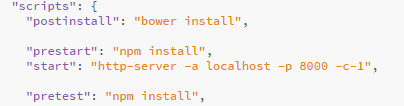 "scripts": {
"postinstall": "bower install",
"prestart": "npm install",
"start": "http-server -a localhost -p 8000 -c-1",
"pretest": "npm install",